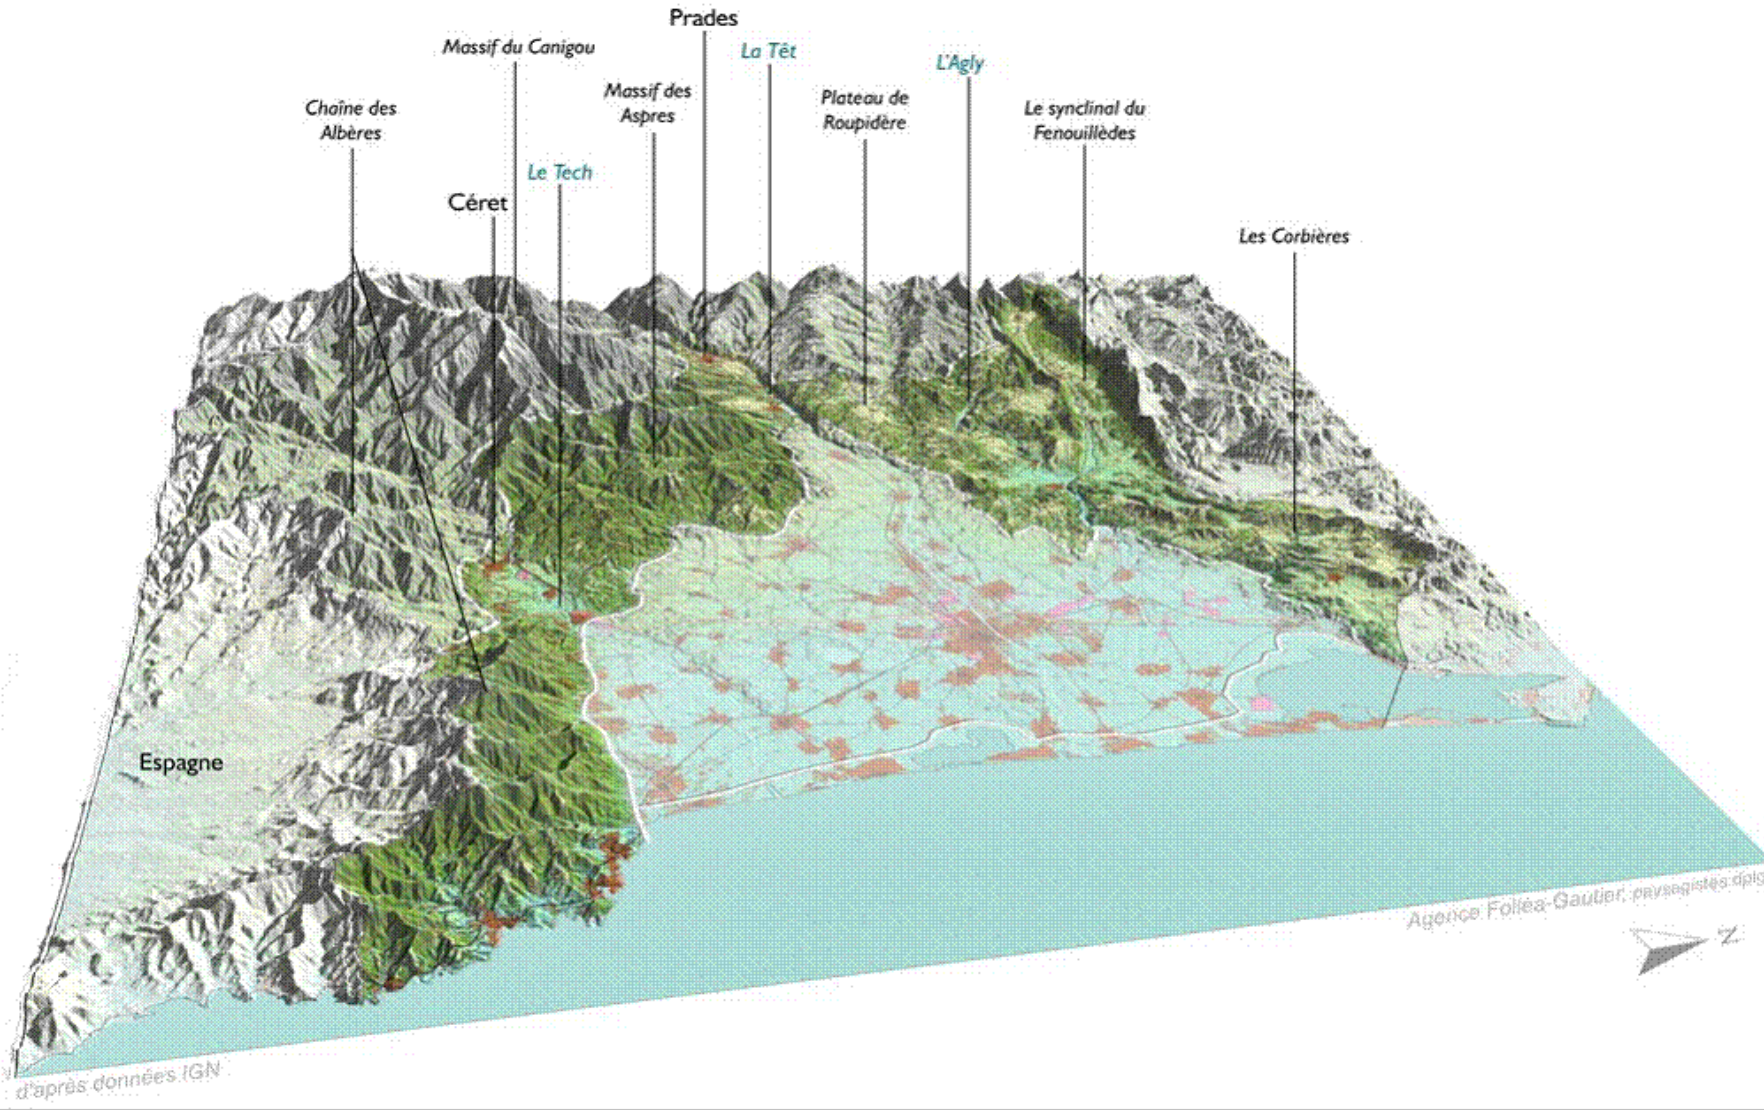 Prades
Massif du Canigou
La Têt
L'Agly
Massif des
Aspres
Plateau de
Roupidère
Chaîne des
Albères
Le synclinal du
Fenouillèdes
Le Tech
Céret
Les Corbières
Espagne
Agence Folléa-Gautier, paysagistes dplg
N
d'après données IGN